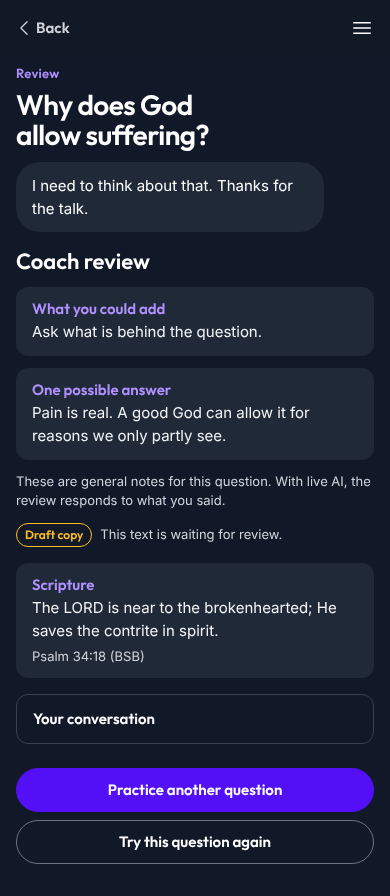 Back
Review
Why does God
allow suffering?
I need to think about that. Thanks for
the talk.
Coach review
What you could add
Ask what is behind the question.
One possible answer
Pain is real. A good God can allow it for
reasons we only partly see.
These are general notes for this question. With live AI, the
review responds to what you said.
Draft copy This text is waiting for review.
Scripture
The LORD is near to the brokenhearted; He
saves the contrite in spirit.
Psalm 34:18 (BSB)
Your conversation
Practice another question
Try this question again